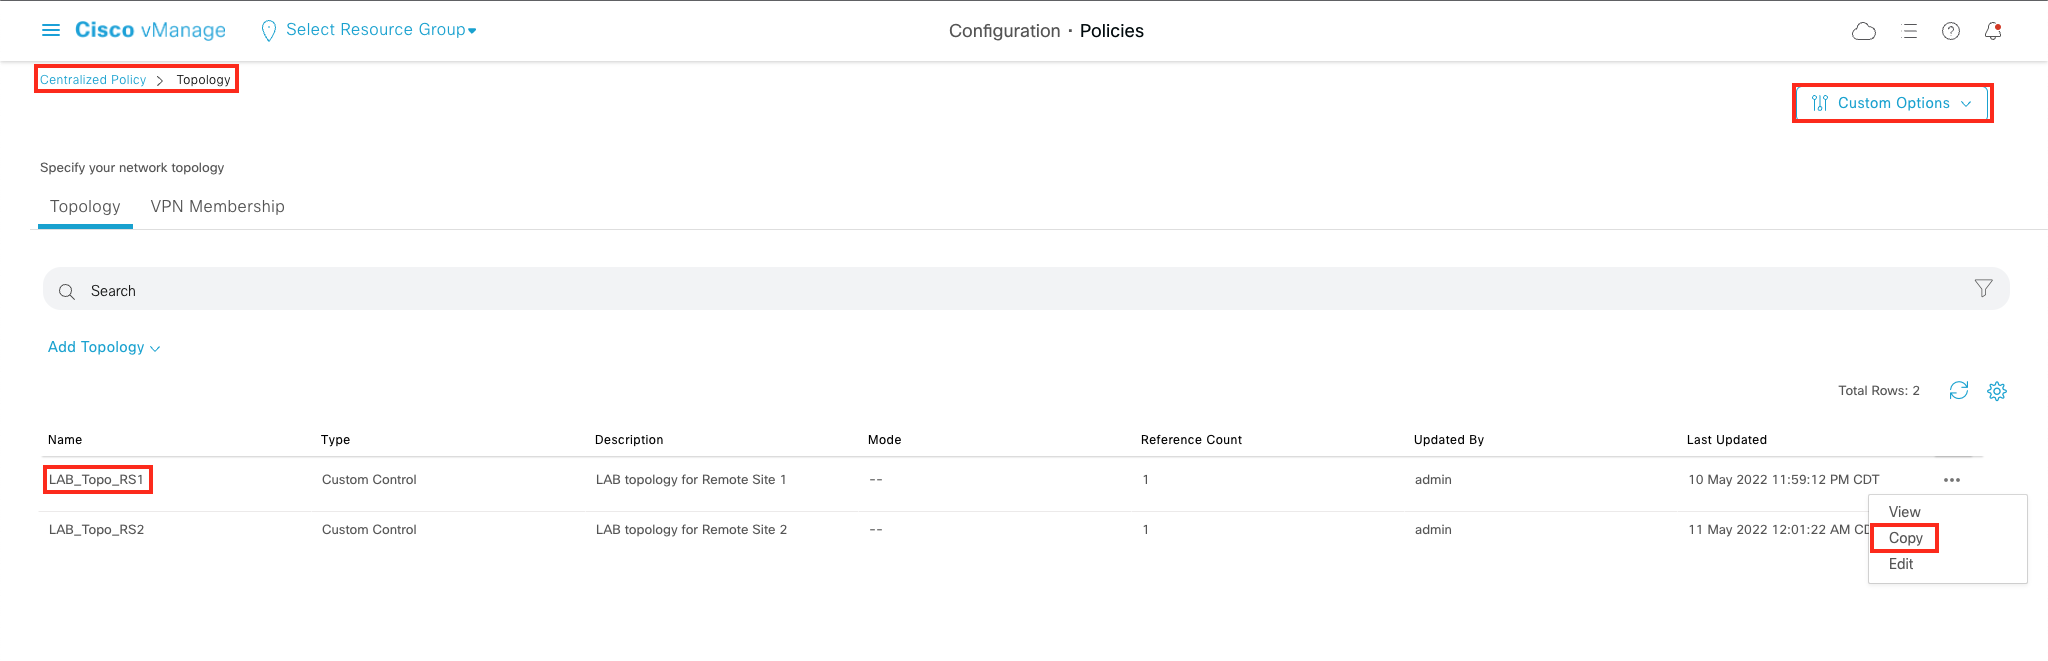 Cisco vManage
Select Resource Group
Configuration · Policies
Centralized Policy > Topology
Custom Options
Specify your network topology
Topology VPN Membership
Search
Add Topology
Total Rows: 2
Name Type Description Mode Reference Count Updated By Last Updated
LAB_Topo_RS1 Custom Control LAB topology for Remote Site 1 -- 1 admin 10 May 2022 11:59:12 PM CDT
LAB_Topo_RS2 Custom Control LAB topology for Remote Site 2 -- 1 admin 11 May 2022 12:01:22 AM
View
Copy
Edit